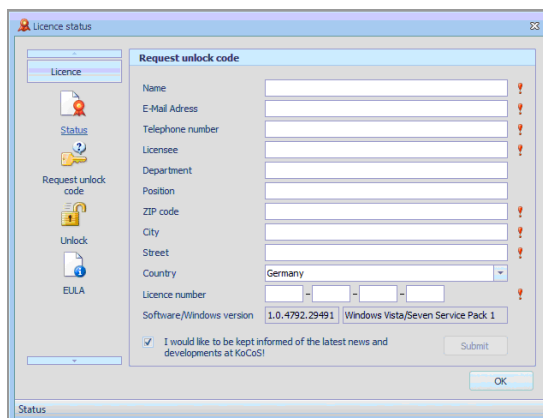 Licence status
Licence
Status
Request unlock
code
Unlock
EULA
Request unlock code
Name
E-Mail Adress
Telephone number
Licensee
Department
Position
ZIP code
City
Street
Country Germany
Licence number - - -
Software/Windows version 1.0.4792.29491 Windows Vista/Seven Service Pack 1
I would like to be kept informed of the latest news and
developments at KoCoS!
Submit
OK
Status